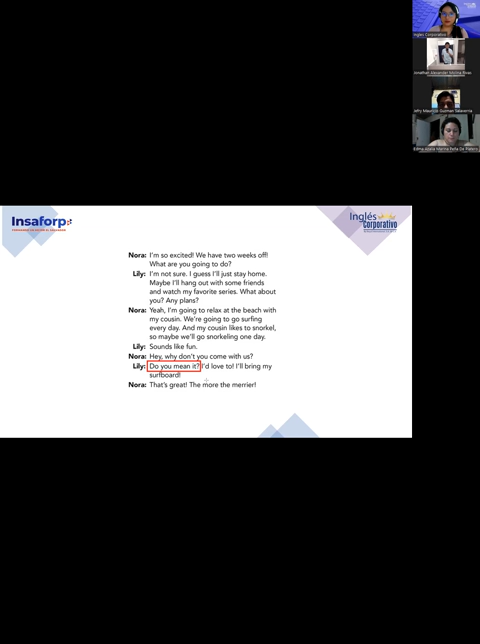 Inglés Corporativo
Jonathan Alexander Molina Rivas
Insaforp
Inglés
Corporativo
Nora: I'm so excited! We have two weeks off!
What are you going to do?
Lily: I'm not sure. I guess I'll just stay home.
Maybe I'll hang out with some friends
and watch my favorite series. What about
you? Any plans?
Nora: Yeah, I'm going to relax at the beach with
my cousin. We're going to go surfing
every day. And my cousin likes to snorkel,
so maybe we'll go snorkeling one day.
Lily: Sounds like fun.
Nora: Hey, why don't you come with us?
Lily: Do you mean it? I'd love to! I'll bring my
surfboard!
Nora: That's great! The more the merrier!